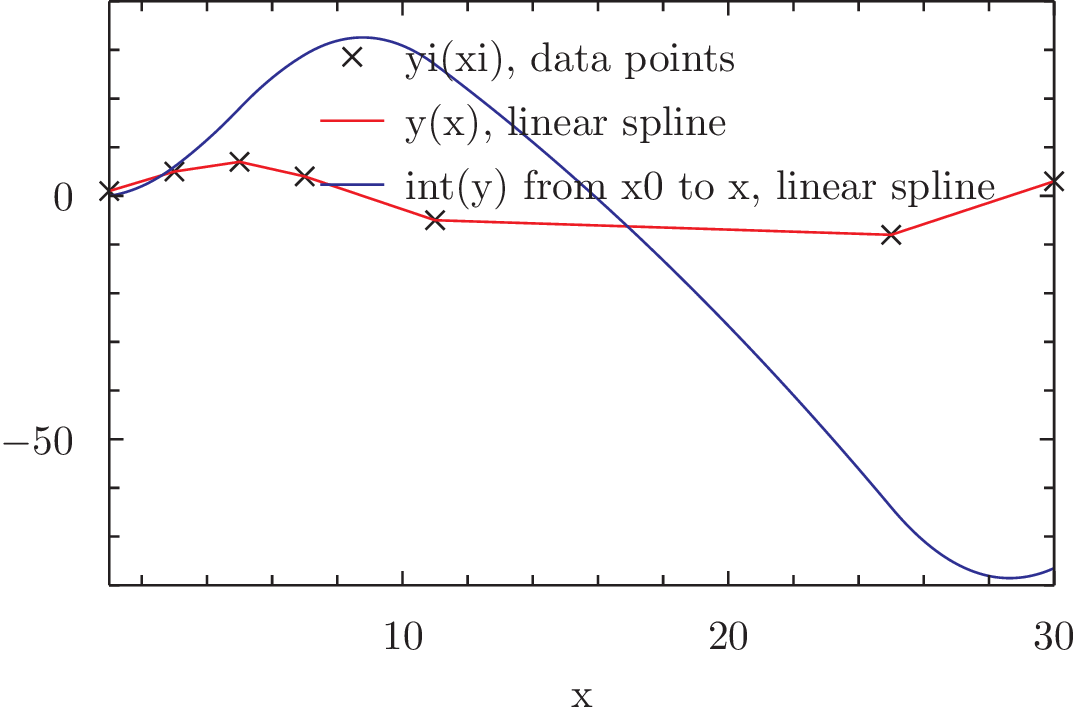 yi(xi), data points
y(x), linear spline
0
int(y) from x0 to x, linear spline
−50
10 20 30
x